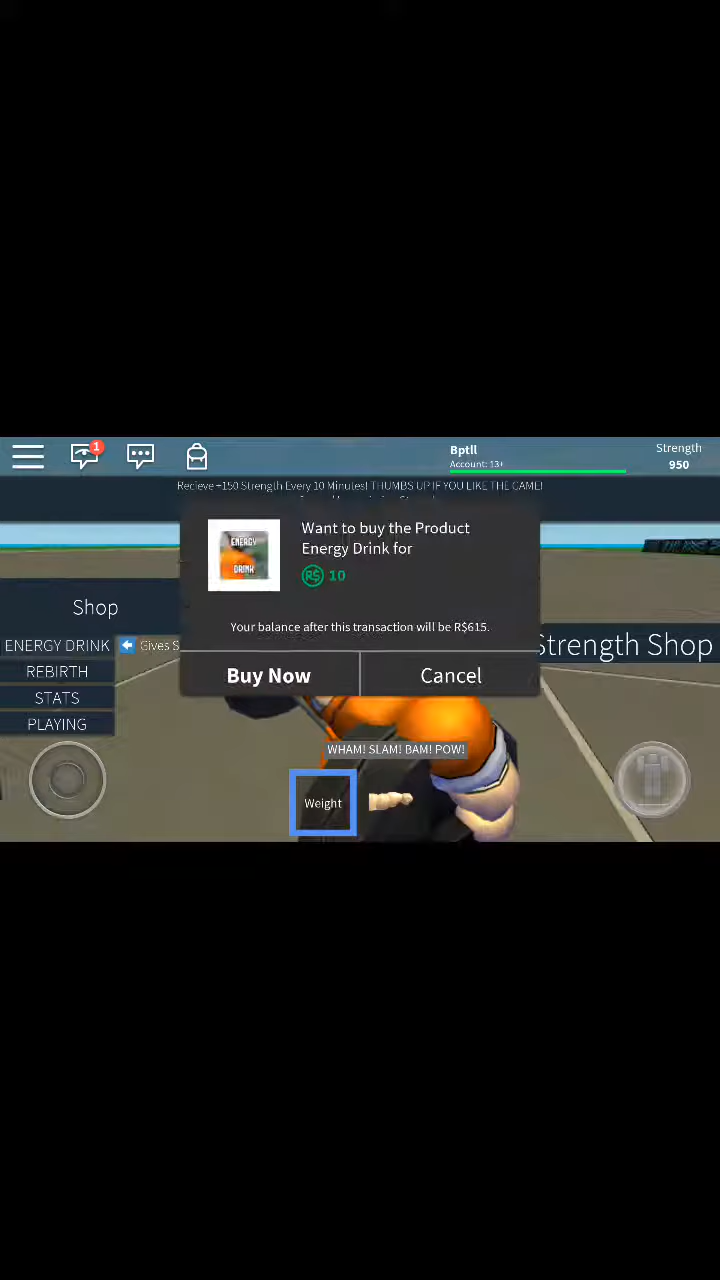 1
Bptil
Account: 13+
Strength
950
Recieve +150 Strength Every 10 Minutes! THUMBS UP IF YOU LIKE THE GAME!
ENERGY
DRINK
Want to buy the Product
Energy Drink for
R$ 10
Your balance after this transaction will be R$615.
Buy Now
Cancel
Shop
ENERGY DRINK
Gives S
Strength Shop
REBIRTH
STATS
PLAYING
WHAM! SLAM! BAM! POW!
Weight